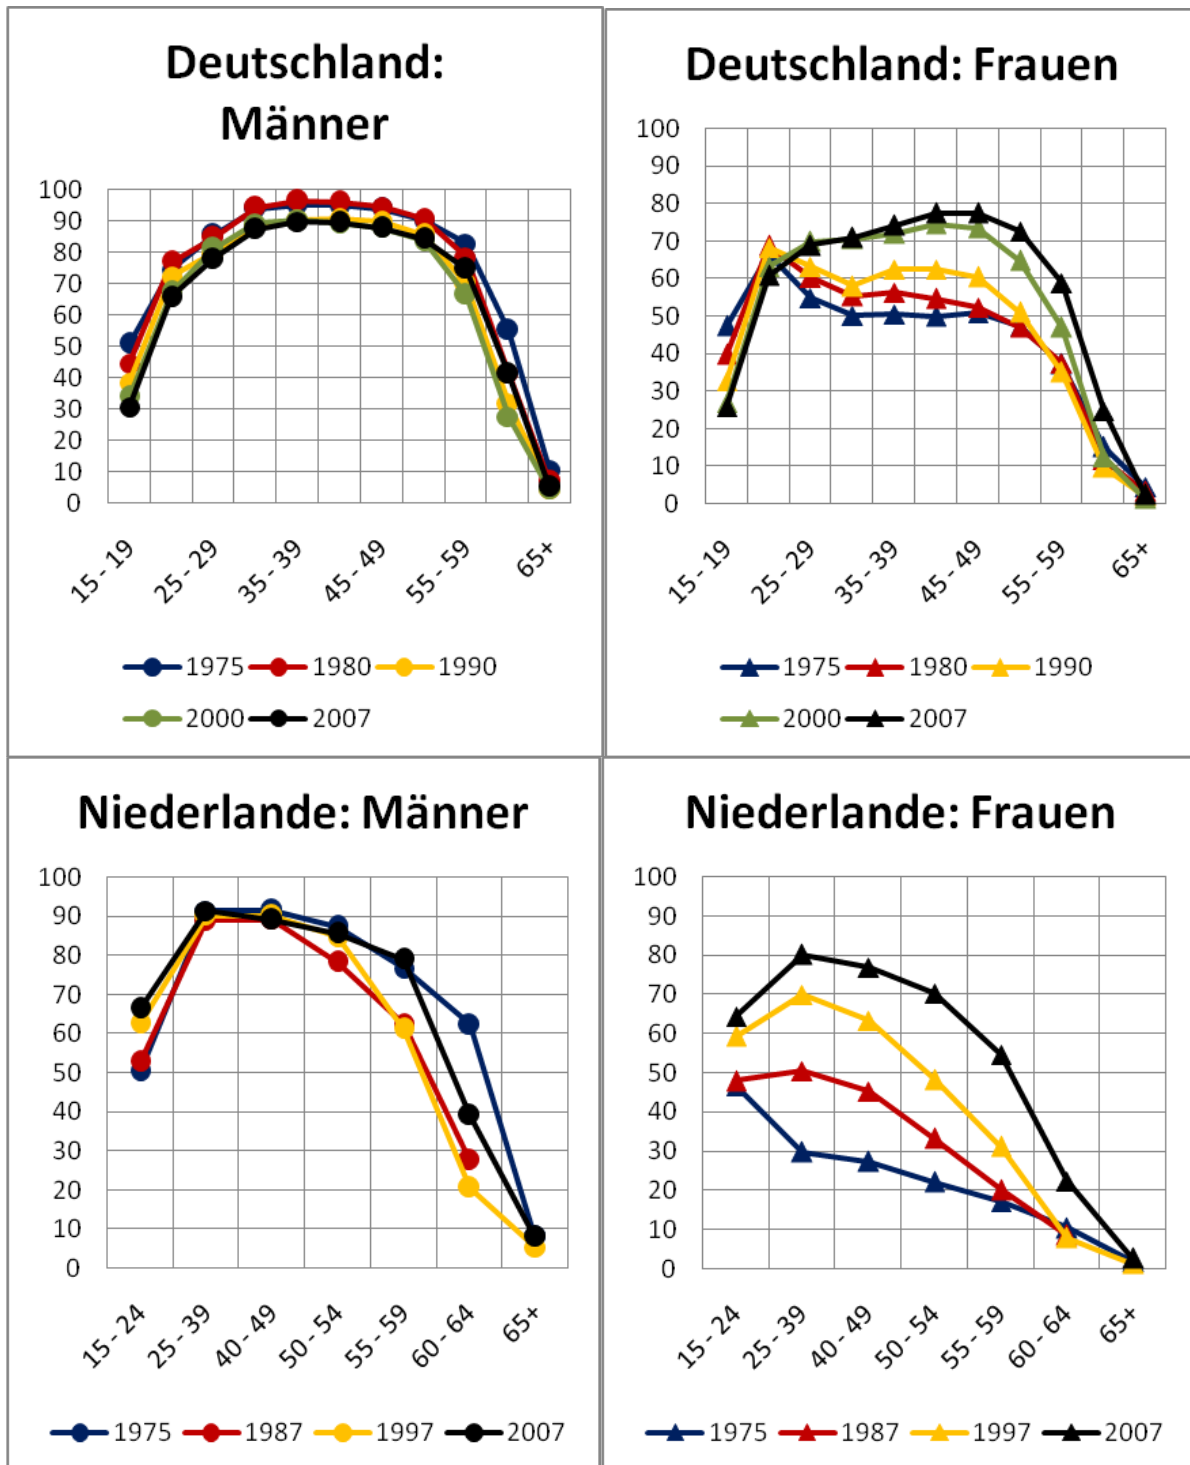 Deutschland:
Männer
100
90
80
70
60
50
40
30
20
10
0
15 - 19
25 - 29
35 - 39
45 - 49
55 - 59
65+
1975 1980 1990
2000 2007
Deutschland: Frauen
100
90
80
70
60
50
40
30
20
10
0
15 - 19
25 - 29
35 - 39
45 - 49
55 - 59
65+
1975 1980 1990
2000 2007
Niederlande: Männer
100
90
80
70
60
50
40
30
20
10
0
15 - 24
25 - 39
40 - 49
50 - 54
55 - 59
60 - 64
65+
1975 1987 1997 2007
Niederlande: Frauen
100
90
80
70
60
50
40
30
20
10
0
15 - 24
25 - 39
40 - 49
50 - 54
55 - 59
60 - 64
65+
1975 1987 1997 2007